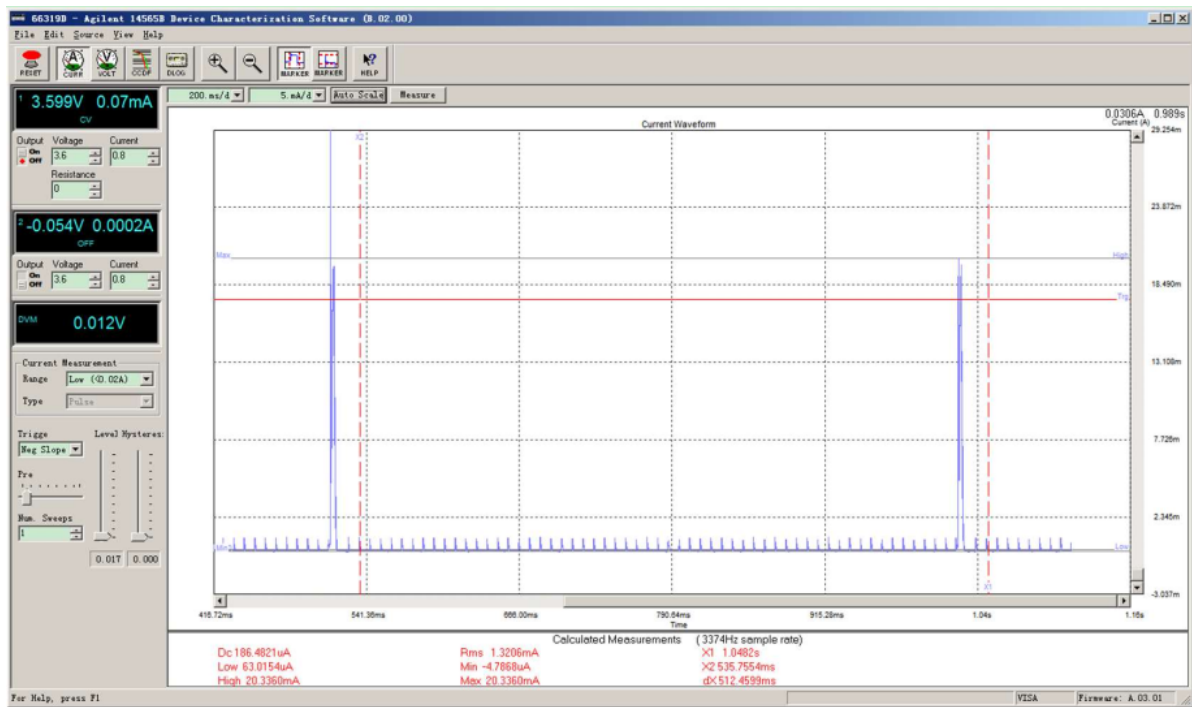 66319B - Agilent 14565B Device Characterization Software (B.02.00)
File Edit Source View Help
RESET CURR VOLT CCDF DLOG MARKER MARKER HELP
200.ms/d 5.mA/d Auto Scale Measure
1 3.599V 0.07mA
CV
Output Voltage Current
On
Off
3.6 0.8
Resistance
0
2 -0.054V 0.0002A
OFF
Output Voltage Current
On
Off
3.6 0.8
DVM 0.012V
Current Measurement
Range Low (<0.02A)
Type Pulse
Trigge Level Hysteres:
Neg Slope
Pre
Num. Sweeps
1
0.017 0.000
0.0306A 0.989s
Current Waveform
Current (A)
X2
29.254m
23.872m
Max High
18.490m
Trg
13.108m
7.726m
2.345m
Low
X1
-3.037m
416.72ms 541.36ms 666.00ms 790.64ms 915.28ms 1.04s 1.16s
Time
Calculated Measurements (3374Hz sample rate)
Dc 186.4821uA Rms 1.3206mA X1 1.0482s
Low 63.0154uA Min -4.7868uA X2 535.7554ms
High 20.3360mA Max 20.3360mA dX 512.4599ms
For Help, press F1 VISA Firmware: A.03.01